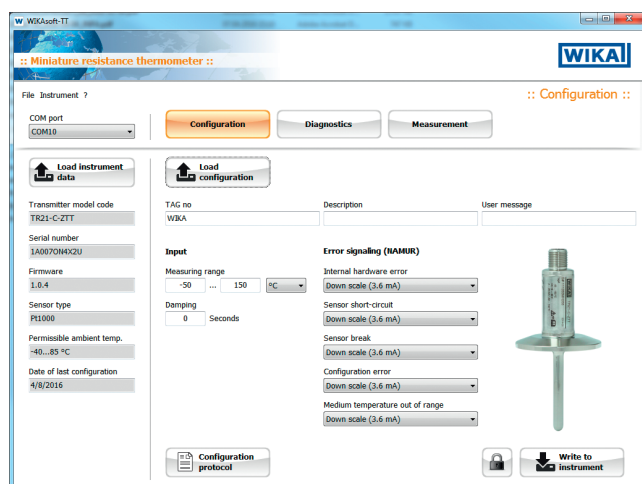 WIKAsoft-TT
:: Miniature resistance thermometer ::
WIKA
File Instrument ?
:: Configuration ::
COM port
COM10
Configuration
Diagnostics
Measurement
Load instrument
data
Load
configuration
Transmitter model code
TR21-C-ZTT
Serial number
1A007ON4X2U
Firmware
1.0.4
Sensor type
Pt1000
Permissible ambient temp.
-40...85 °C
Date of last configuration
4/8/2016
TAG no
WIKA
Description
User message
Input
Measuring range
-50 ... 150 °C
Damping
0 Seconds
Error signaling (NAMUR)
Internal hardware error
Down scale (3.6 mA)
Sensor short-circuit
Down scale (3.6 mA)
Sensor break
Down scale (3.6 mA)
Configuration error
Down scale (3.6 mA)
Medium temperature out of range
Down scale (3.6 mA)
Configuration
protocol
Write to
instrument